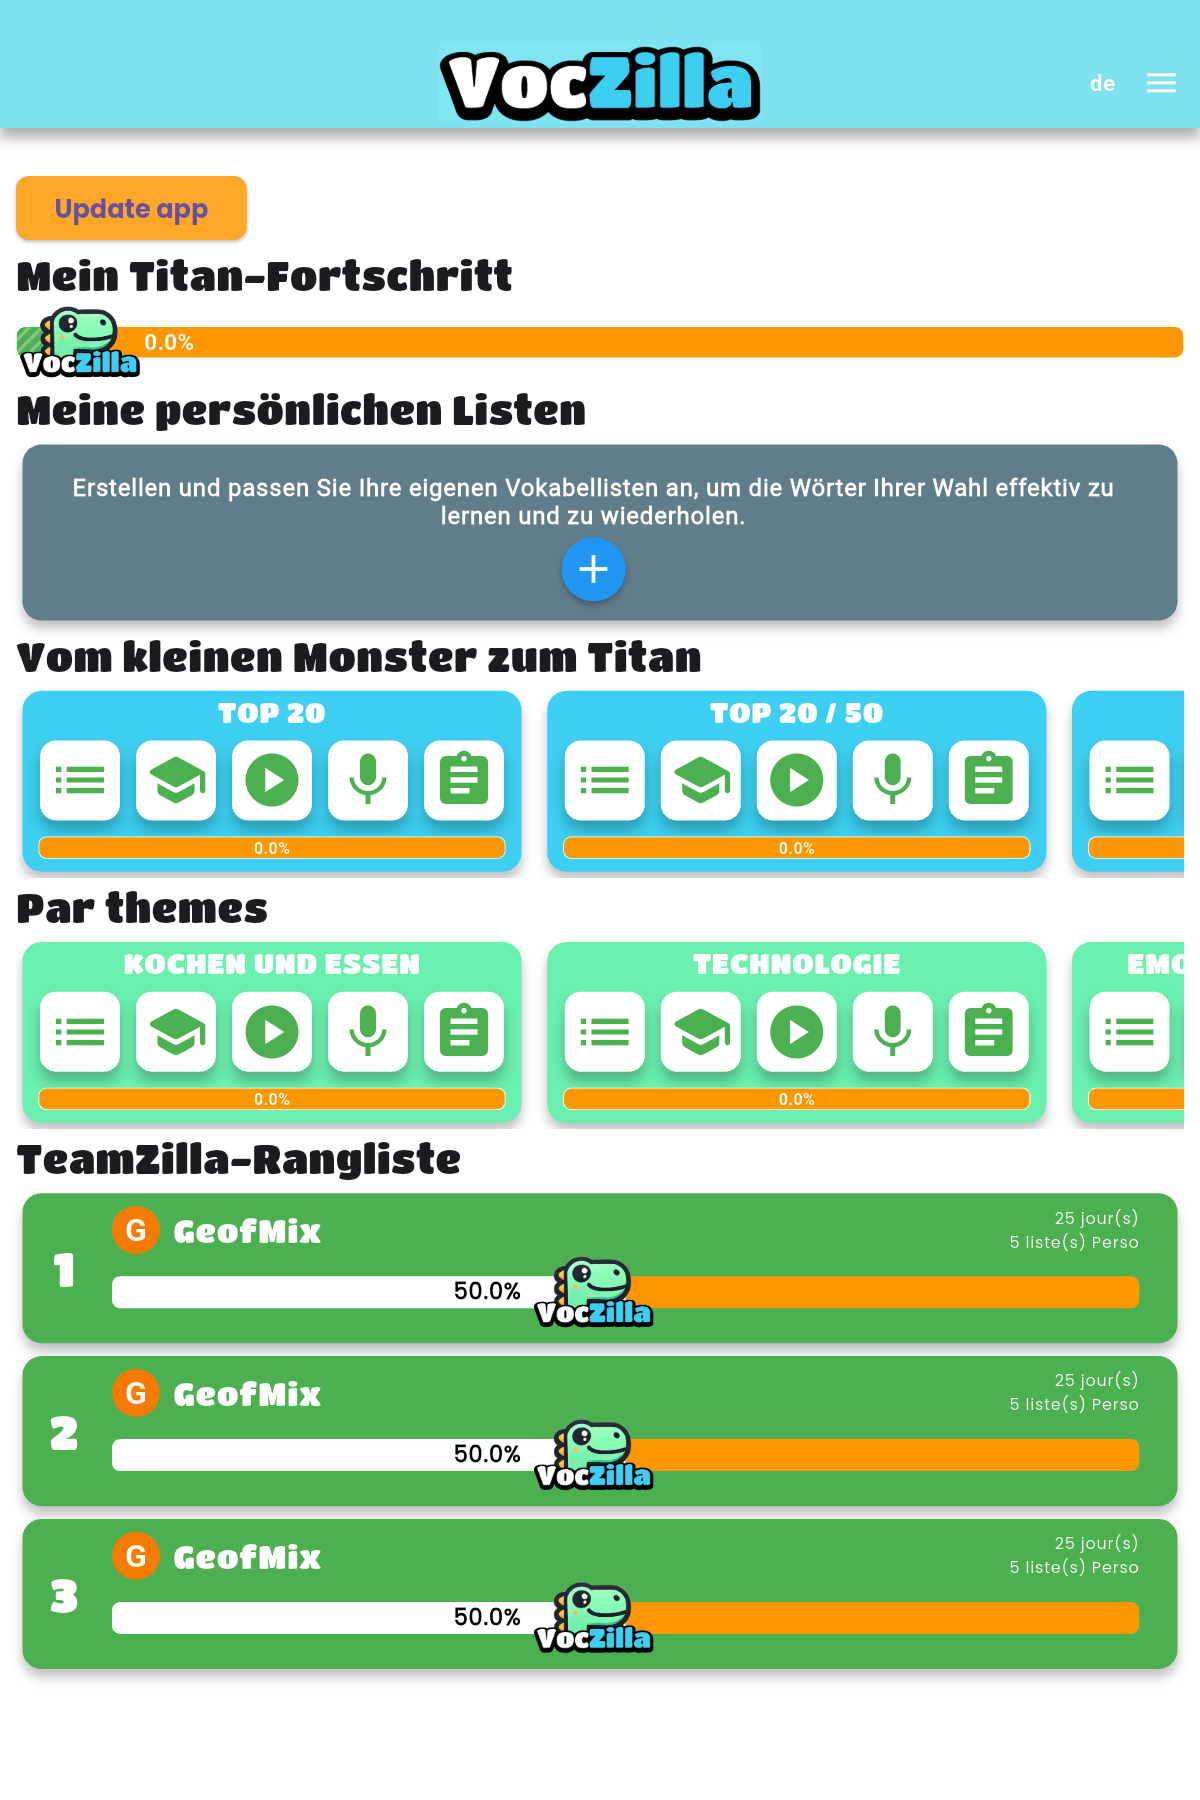 VocZilla
de
Update app
Mein Titan-Fortschritt
0.0%
VocZilla
Meine persönlichen Listen
Erstellen und passen Sie Ihre eigenen Vokabellisten an, um die Wörter Ihrer Wahl effektiv zu
lernen und zu wiederholen.
Vom kleinen Monster zum Titan
TOP 20
0.0%
TOP 20 / 50
0.0%
Par themes
KOCHEN UND ESSEN
0.0%
TECHNOLOGIE
0.0%
EMO
TeamZilla-Rangliste
1
G
GeofMix
25 jour(s)
5 liste(s) Perso
50.0%
VocZilla
2
G
GeofMix
25 jour(s)
5 liste(s) Perso
50.0%
VocZilla
3
G
GeofMix
25 jour(s)
5 liste(s) Perso
50.0%
VocZilla